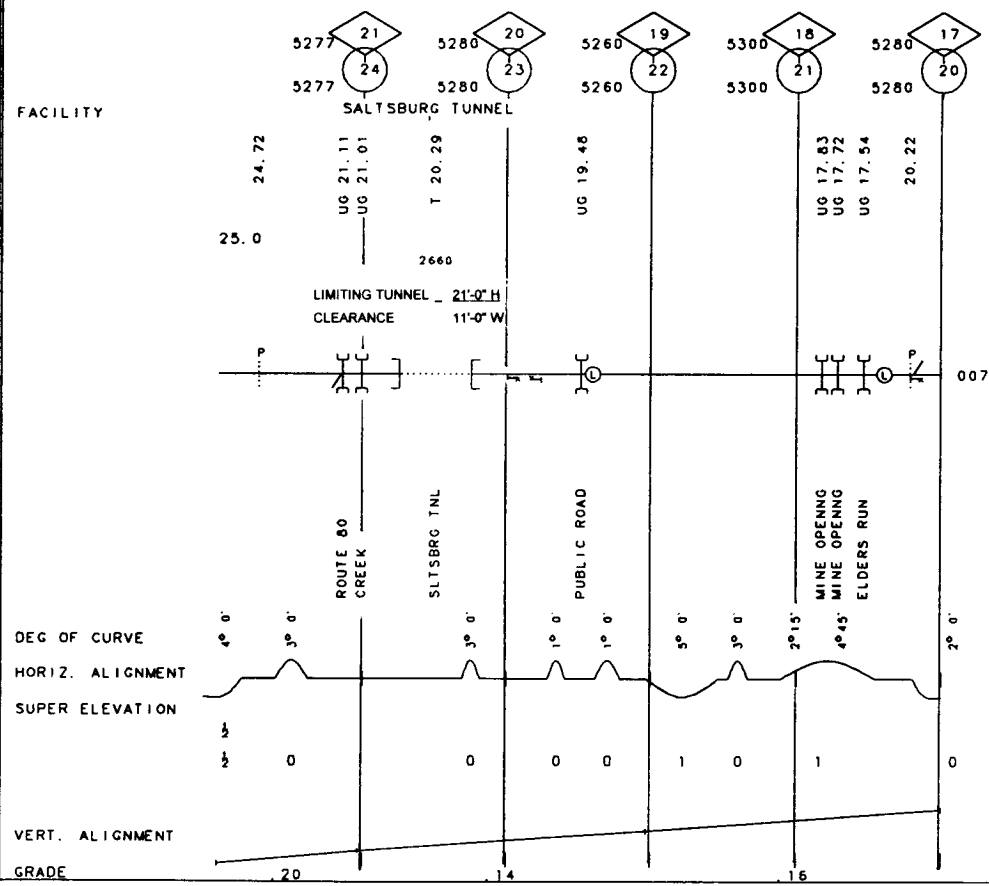 21 20 19 18 17
5277 5280 5260 5300 5280
24 23 22 21 20
5277 5280 5260 5300 5280
FACILITY
SALTSBURG TUNNEL
24.72
UG 21.11
UG 21.01
T 20.29
UG 19.48
UG 17.83
UG 17.72
UG 17.54
20.22
25.0
2660
LIMITING TUNNEL _ 21'-0" H
CLEARANCE 11'-0" W
P
L
L
P
007
ROUTE 80
CREEK
SLTSBRG TNL
PUBLIC ROAD
MINE OPENNG
MINE OPENNG
ELDERS RUN
DEG OF CURVE
4° 0' 3° 0' 3° 0' 1° 0' 1° 0' 5° 0' 3° 0' 2°15' 4°45' 2° 0'
HORIZ. ALIGNMENT
SUPER ELEVATION
½
½ 0 0 0 0 1 0 1 0
VERT. ALIGNMENT
GRADE .20 .14 .16